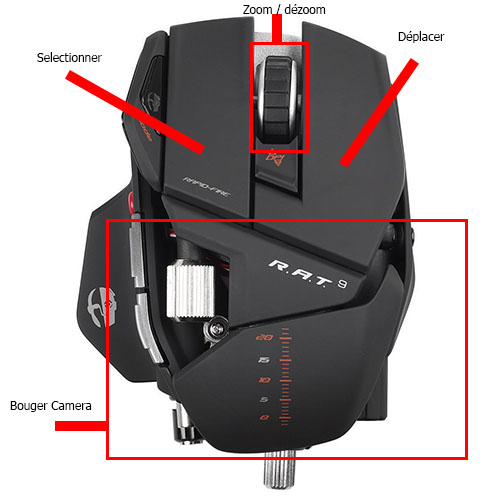 Zoom / dézoom
Déplacer
Selectionner
RAPID-FIRE
R.A.T. 9
20
15
10
5
0
Bouger Camera